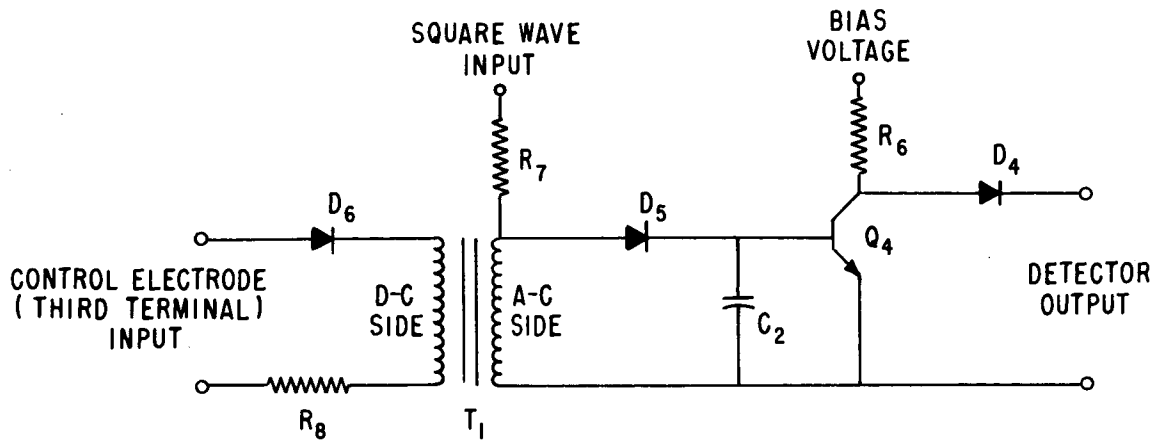 SQUARE WAVE
INPUT
BIAS
VOLTAGE
R7
R6
D4
D6
D5
Q4
CONTROL ELECTRODE
(THIRD TERMINAL)
INPUT
D-C
SIDE
A-C
SIDE
C2
DETECTOR
OUTPUT
R8
T1